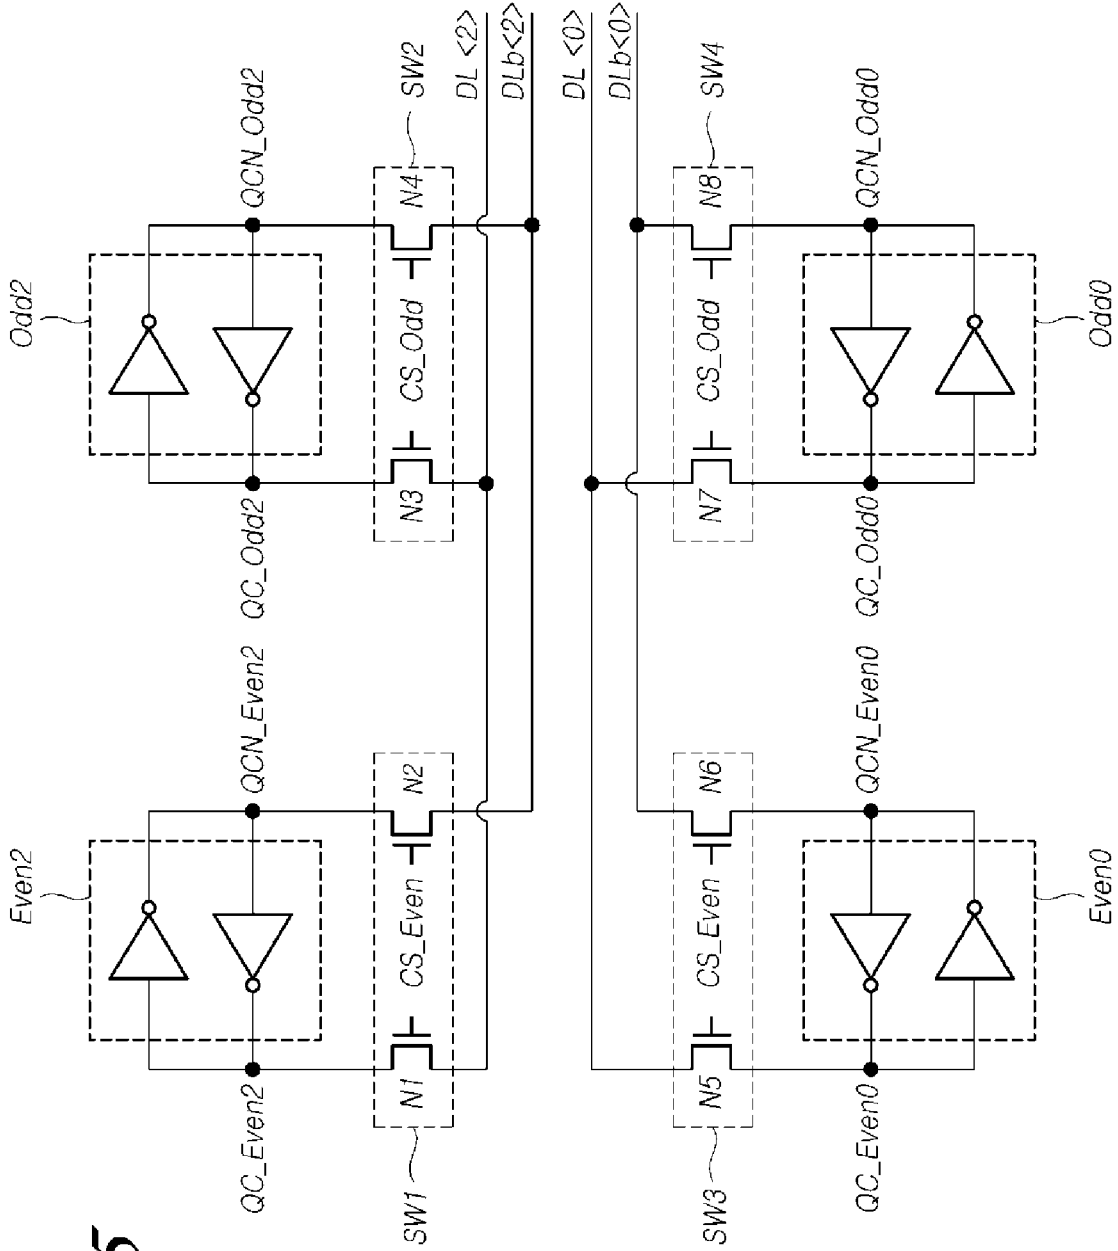 Even2
Odd2
QC_Even2
QCN_Even2
QC_Odd2
QCN_Odd2
SW1
N1
CS_Even
N2
N3
CS_Odd
N4
SW2
DL <2>
DLb<2>
DL <0>
DLb<0>
SW3
N5
CS_Even
N6
N7
CS_Odd
N8
SW4
QC_Even0
QCN_Even0
QC_Odd0
QCN_Odd0
Even0
Odd0